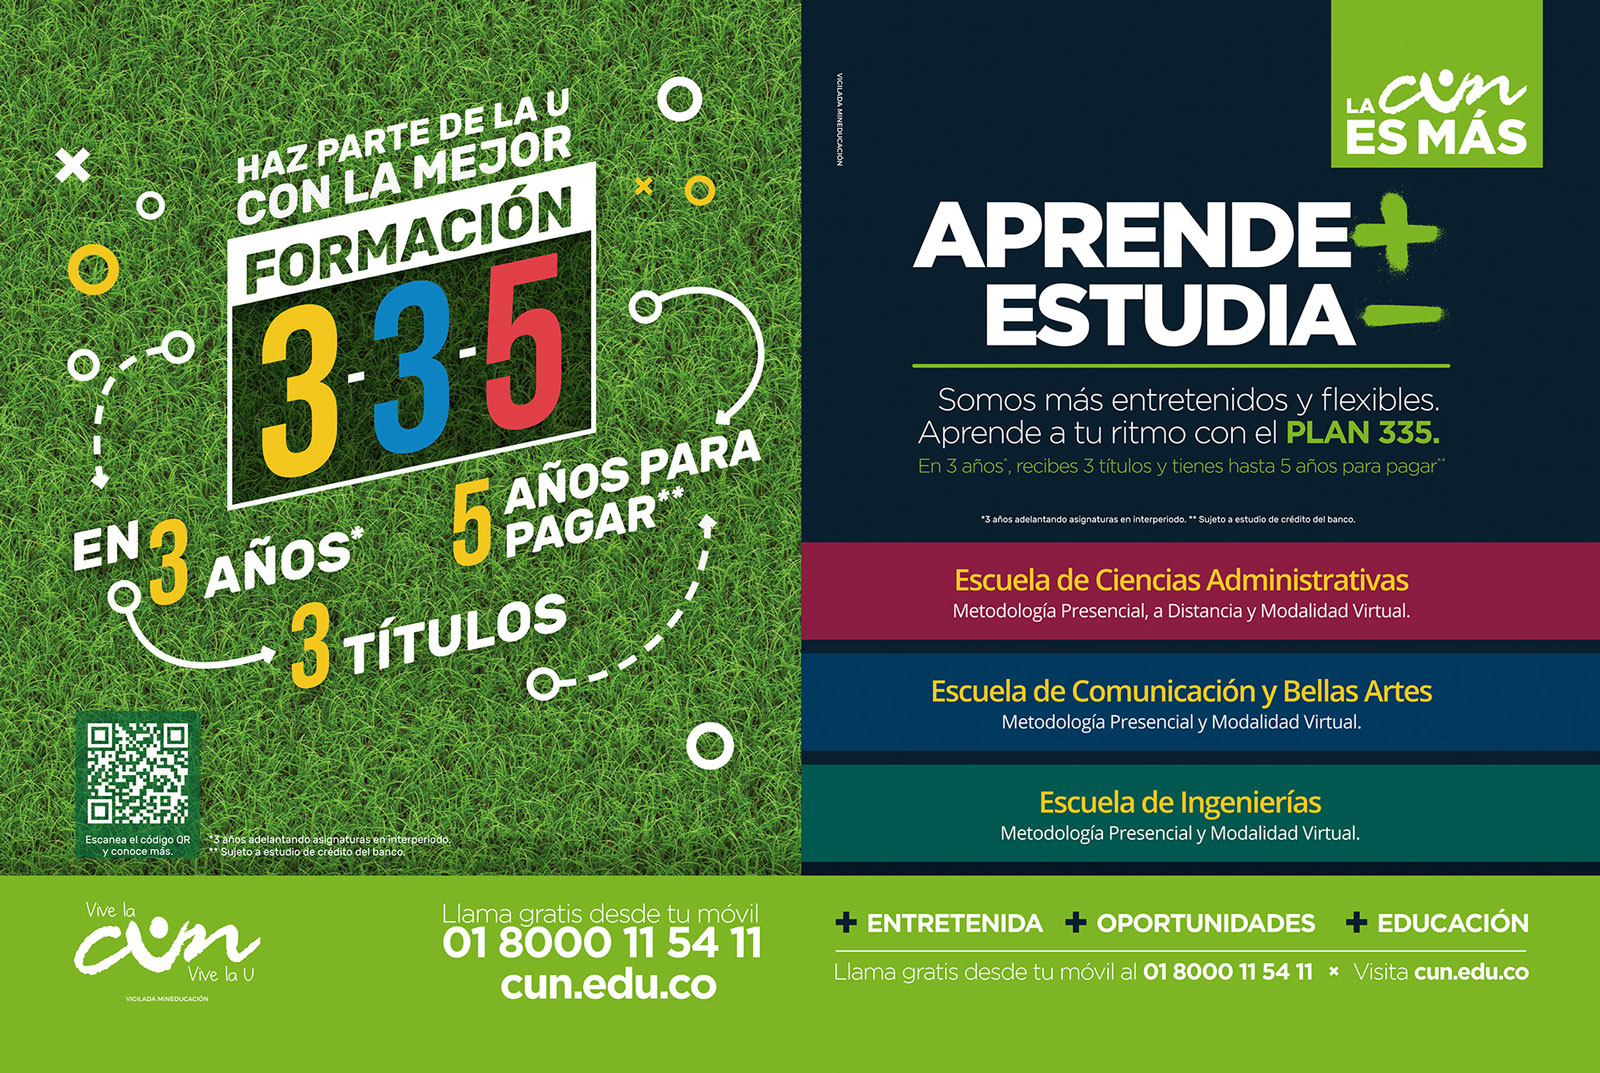 HAZ PARTE DE LA U
CON LA MEJOR
FORMACIÓN
3-3-5
EN 3 AÑOS*
3 TÍTULOS
5 AÑOS PARA
PAGAR**
Escanea el código QR
y conoce más.
*3 años adelantando asignaturas en interperiodo.
** Sujeto a estudio de crédito del banco.
Vive la
cun
Vive la U
VIGILADA MINEDUCACIÓN
Llama gratis desde tu móvil
01 8000 11 54 11
cun.edu.co
VIGILADA MINEDUCACIÓN
LA cun
ES MÁS
APRENDE+
ESTUDIA−
Somos más entretenidos y flexibles.
Aprende a tu ritmo con el PLAN 335.
En 3 años*, recibes 3 títulos y tienes hasta 5 años para pagar**
*3 años adelantando asignaturas en interperiodo. ** Sujeto a estudio de crédito del banco.
Escuela de Ciencias Administrativas
Metodología Presencial, a Distancia y Modalidad Virtual.
Escuela de Comunicación y Bellas Artes
Metodología Presencial y Modalidad Virtual.
Escuela de Ingenierías
Metodología Presencial y Modalidad Virtual.
+ ENTRETENIDA + OPORTUNIDADES + EDUCACIÓN
Llama gratis desde tu móvil al 01 8000 11 54 11 × Visita cun.edu.co